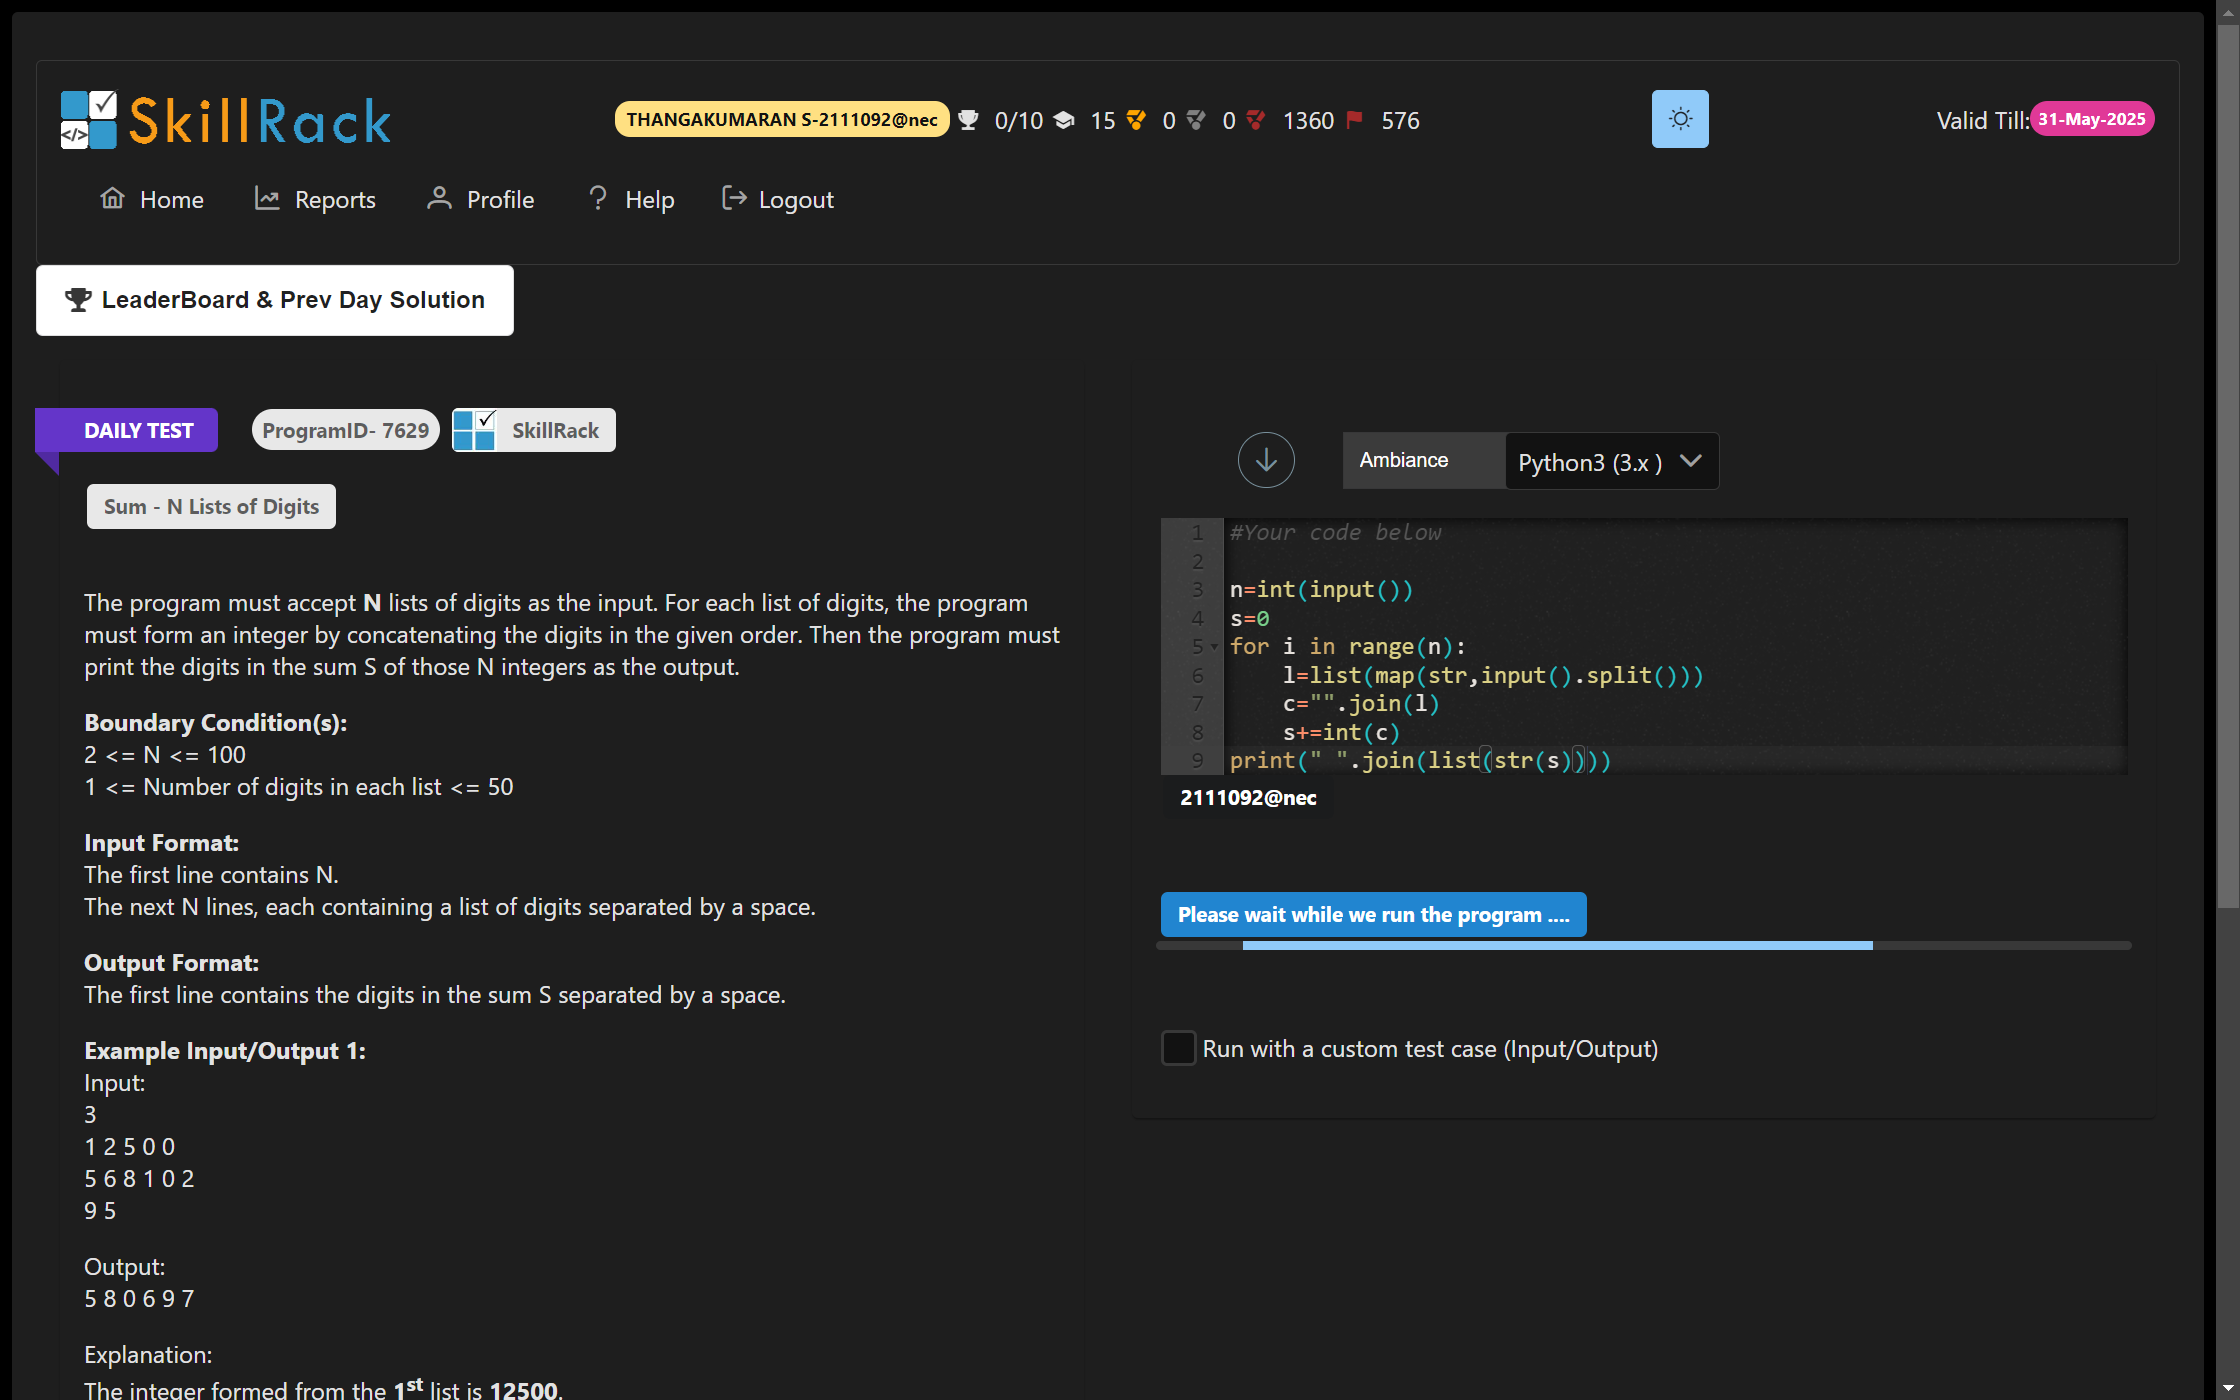 SkillRack
THANGAKUMARAN S-2111092@nec 0/10 15 0 0 1360 576
Valid Till: 31-May-2025
Home Reports Profile Help Logout
LeaderBoard & Prev Day Solution
DAILY TEST ProgramID- 7629 SkillRack
Sum - N Lists of Digits
The program must accept N lists of digits as the input. For each list of digits, the program
must form an integer by concatenating the digits in the given order. Then the program must
print the digits in the sum S of those N integers as the output.
Boundary Condition(s):
2 <= N <= 100
1 <= Number of digits in each list <= 50
Input Format:
The first line contains N.
The next N lines, each containing a list of digits separated by a space.
Output Format:
The first line contains the digits in the sum S separated by a space.
Example Input/Output 1:
Input:
3
1 2 5 0 0
5 6 8 1 0 2
9 5
Output:
5 8 0 6 9 7
Explanation:
The integer formed from the 1st list is 12500.
Ambiance Python3 (3.x )
1 #Your code below
2
3 n=int(input())
4 s=0
5 for i in range(n):
6 l=list(map(str,input().split()))
7 c="".join(l)
8 s+=int(c)
9 print(" ".join(list(str(s))))
2111092@nec
Please wait while we run the program ....
Run with a custom test case (Input/Output)